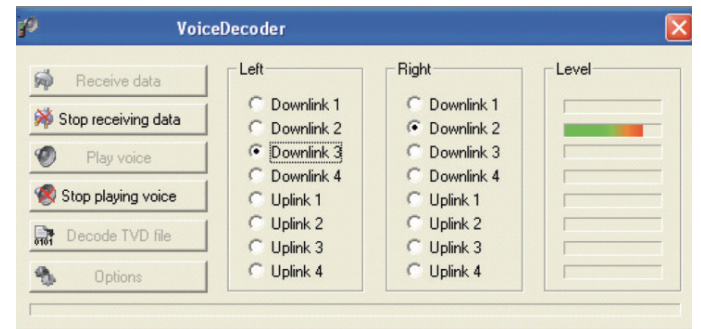 VoiceDecoder
Receive data
Stop receiving data
Play voice
Stop playing voice
0101 Decode TVD file
Options
Left
Downlink 1
Downlink 2
Downlink 3
Downlink 4
Uplink 1
Uplink 2
Uplink 3
Uplink 4
Right
Downlink 1
Downlink 2
Downlink 3
Downlink 4
Uplink 1
Uplink 2
Uplink 3
Uplink 4
Level